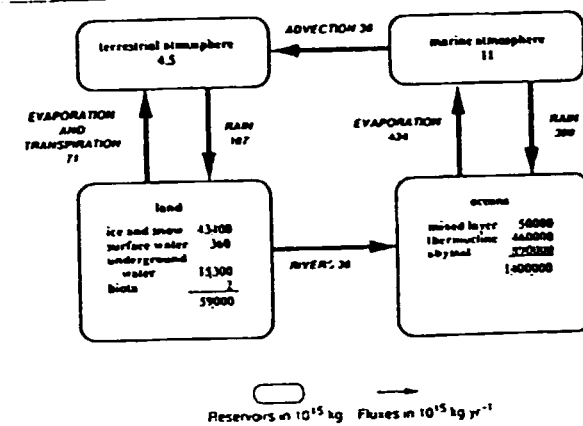 ADVECTION 36
terrestrial atmosphere
4.5
marine atmosphere
11
EVAPORATION
AND
TRANSPIRATION
71
RAIN
107
EVAPORATION
434
RAIN
398
land
ice and snow 43400
surface water 360
underground
water 15300
biota 2
59000
RIVERS 36
oceans
mixed layer 50000
thermocline 460000
abyssal
1400000
Reservoirs in 10¹⁵ kg Fluxes in 10¹⁵ kg yr⁻¹